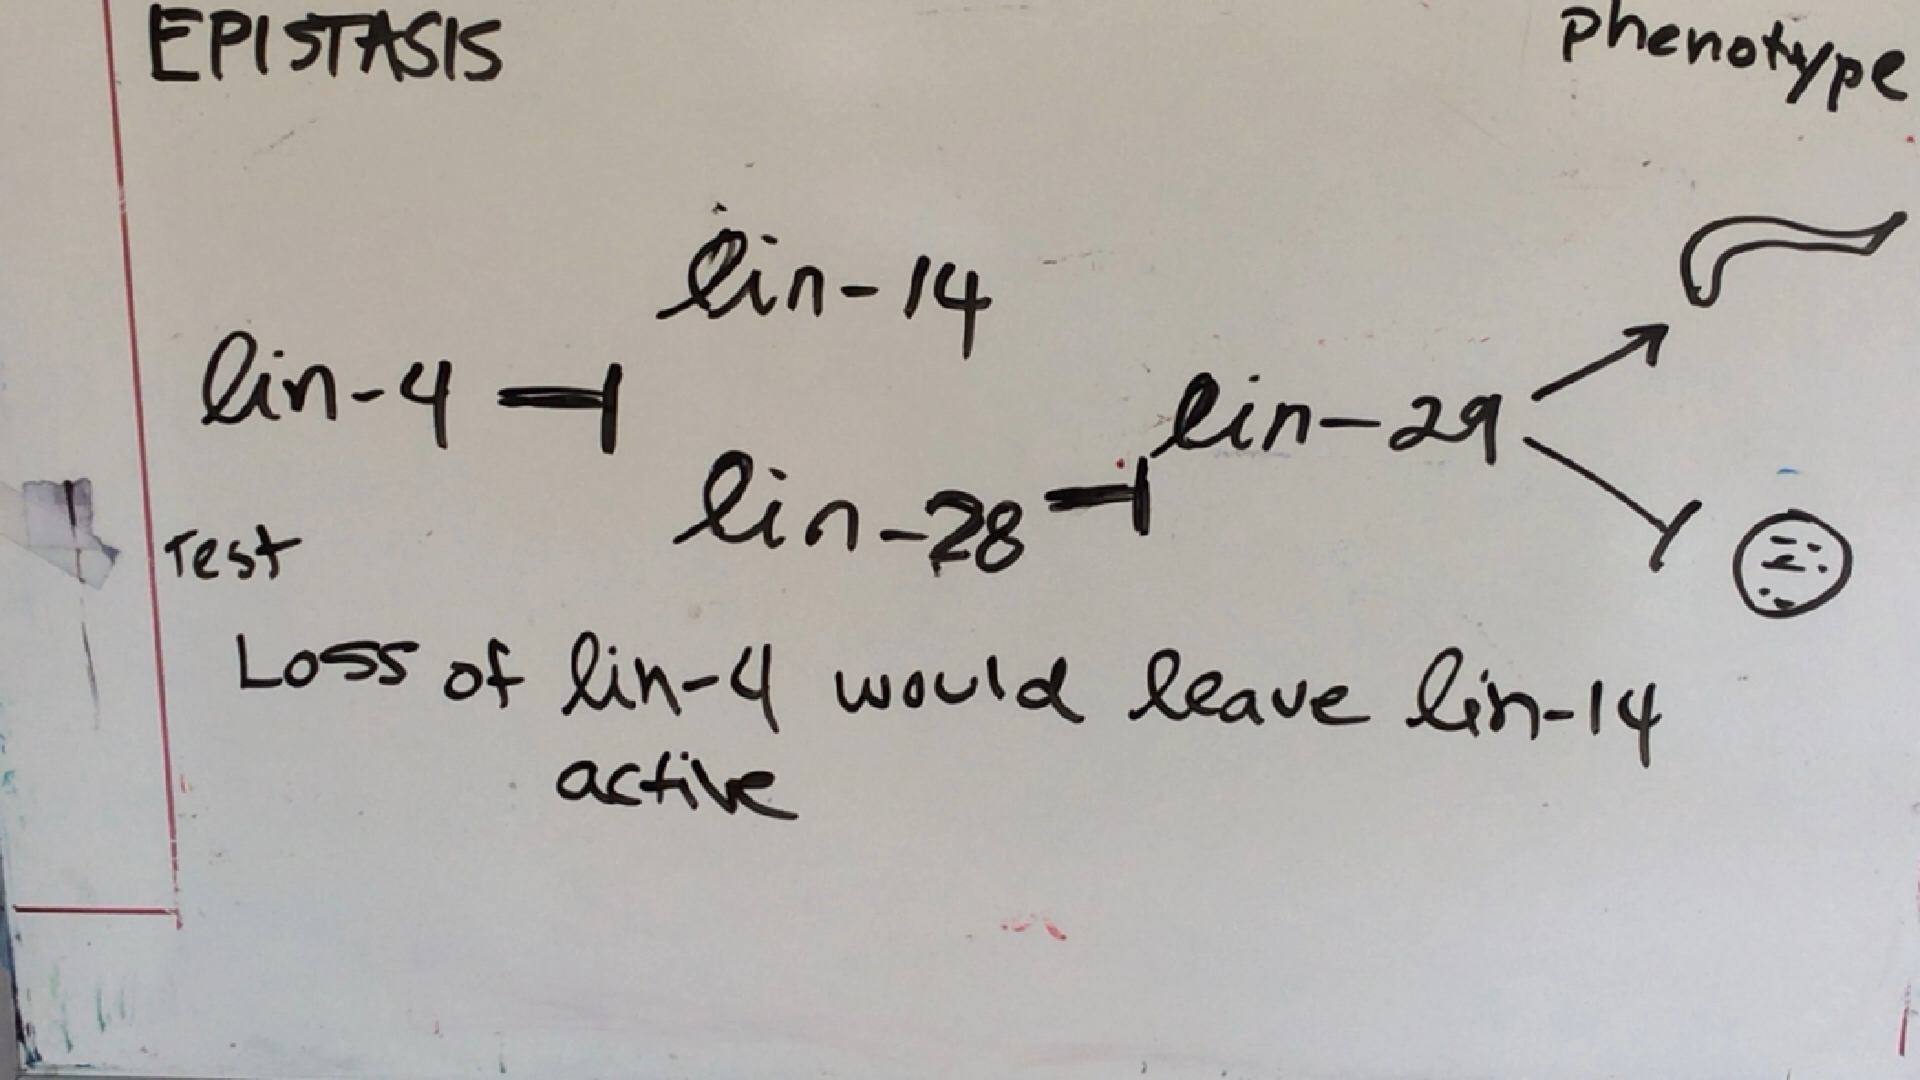 EPISTASIS
phenotype
lin-14
lin-4
lin-29
lin-28
Test
Loss of lin-4 would leave lin-14
active